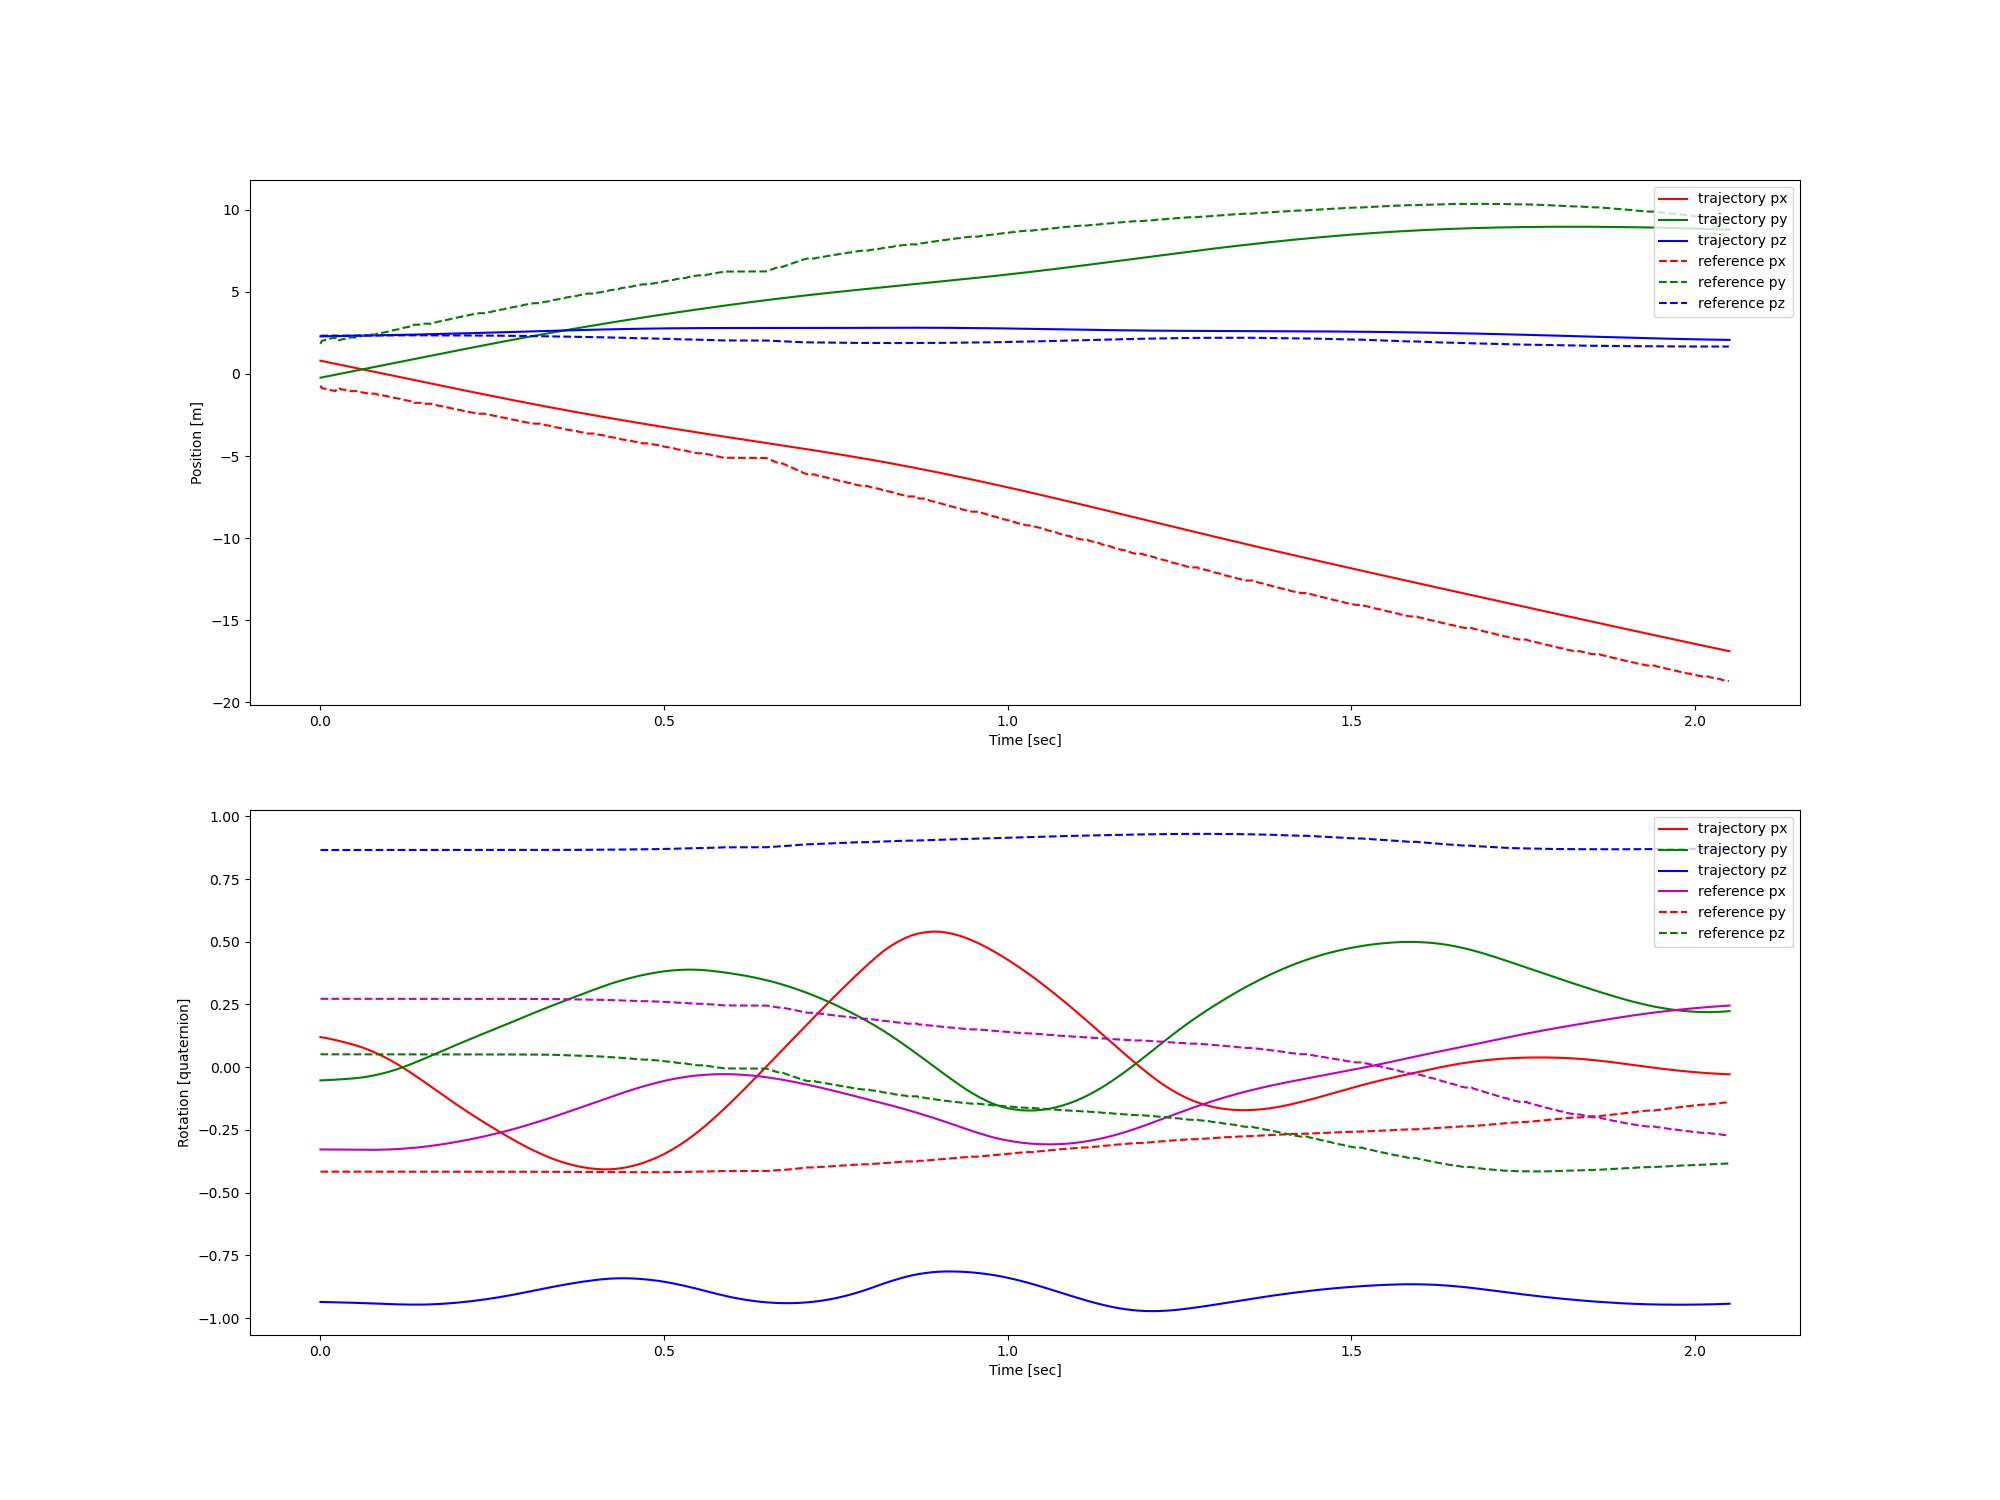 10
5
0
−5
−10
−15
−20
Position [m]
trajectory px
trajectory py
trajectory pz
reference px
reference py
reference pz
0.0 0.5 1.0 1.5 2.0
Time [sec]
1.00
0.75
0.50
0.25
0.00
−0.25
−0.50
−0.75
−1.00
Rotation [quaternion]
trajectory px
trajectory py
trajectory pz
reference px
reference py
reference pz
0.0 0.5 1.0 1.5 2.0
Time [sec]